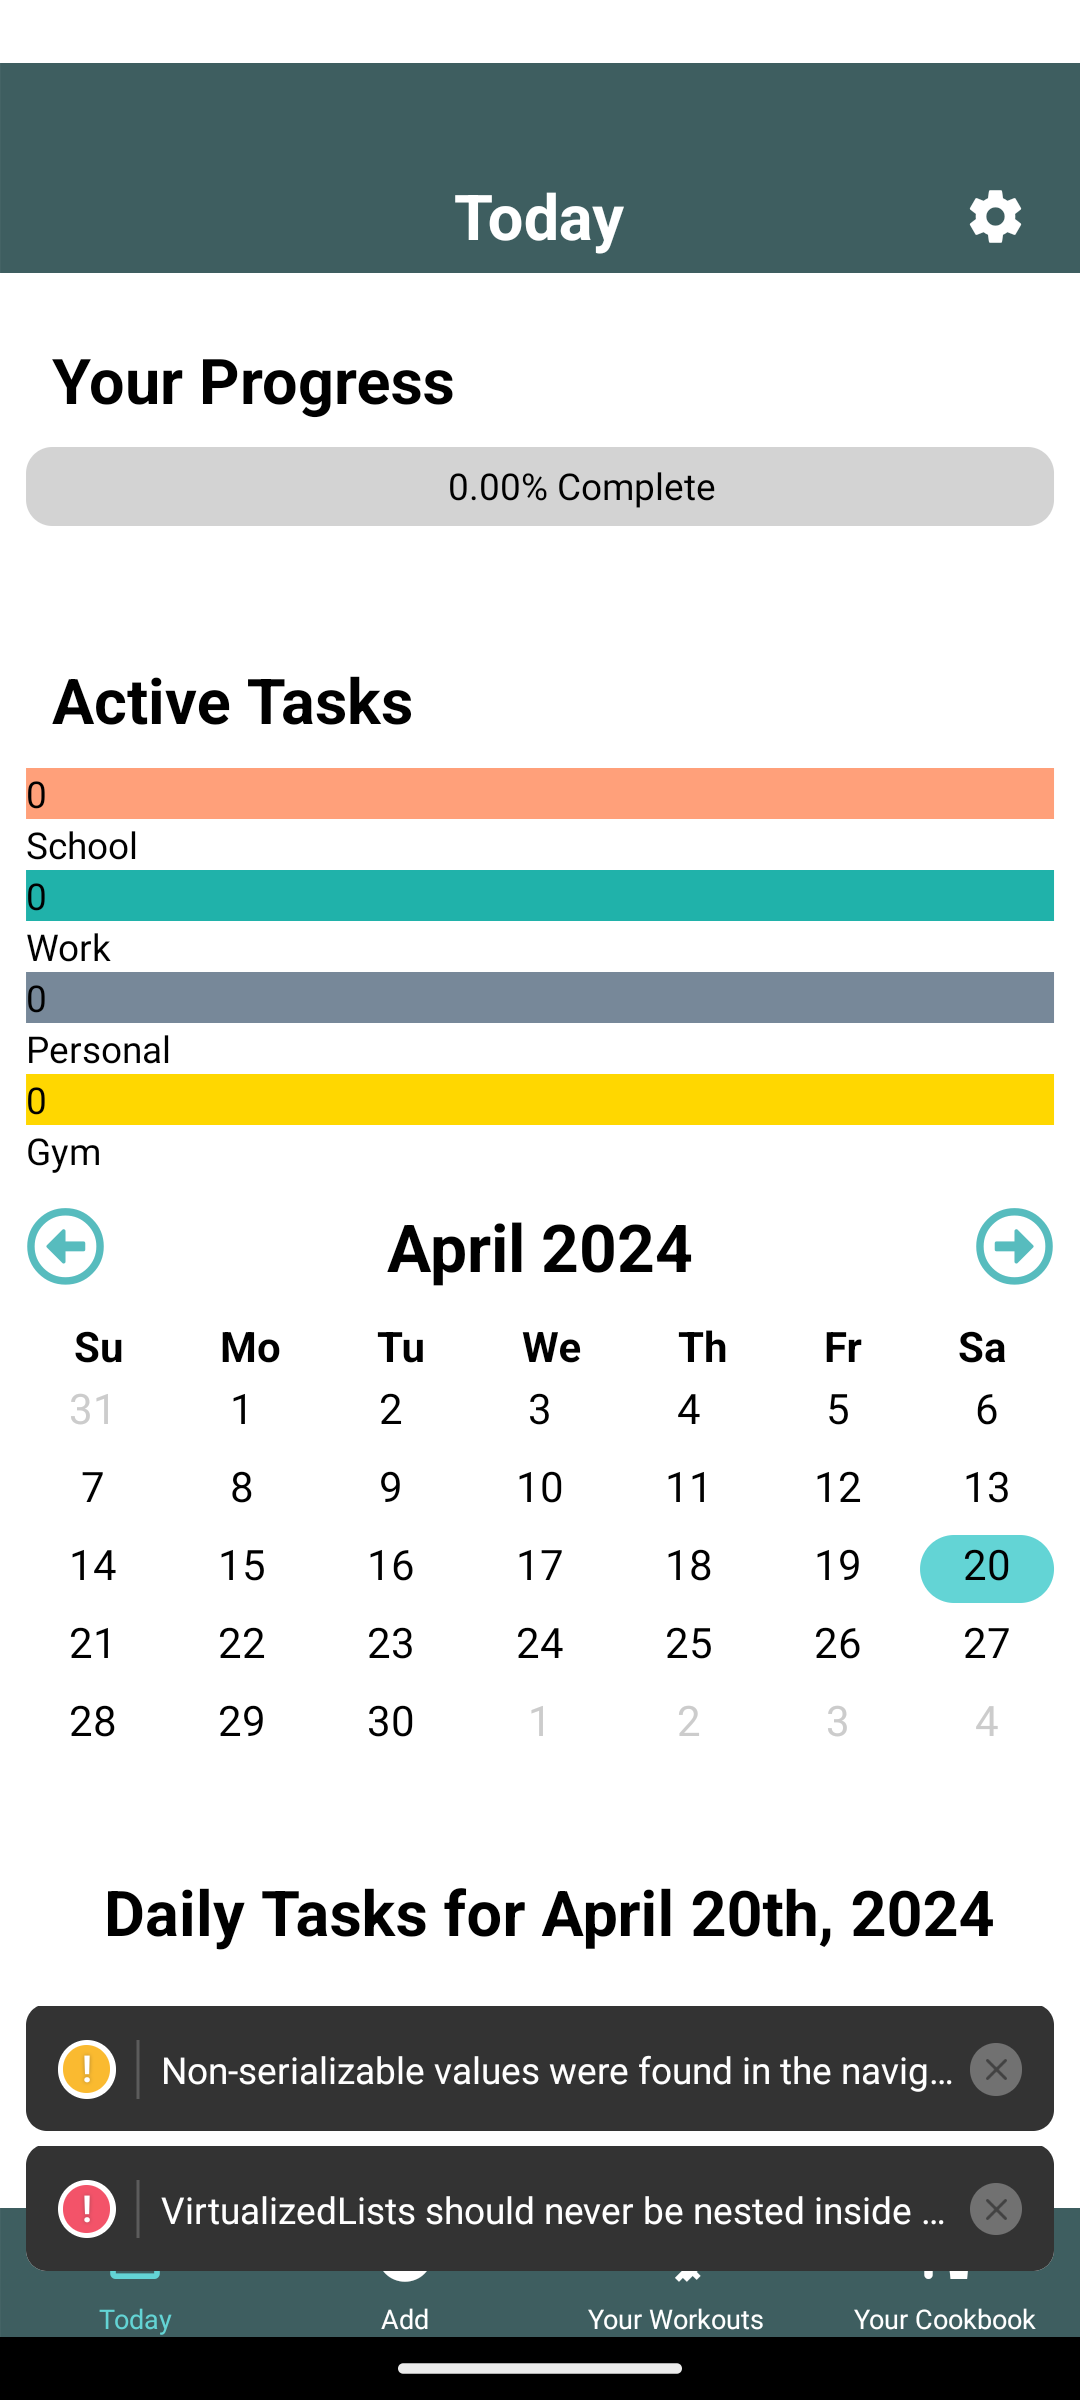 Today
Your Progress
0.00% Complete
Active Tasks
0
School
0
Work
0
Personal
0
Gym
April 2024
Su Mo Tu We Th Fr Sa
31 1 2 3 4 5 6
7 8 9 10 11 12 13
14 15 16 17 18 19 20
21 22 23 24 25 26 27
28 29 30 1 2 3 4
Daily Tasks for April 20th, 2024
! Non-serializable values were found in the navig...
! VirtualizedLists should never be nested inside ...
Today Add Your Workouts Your Cookbook